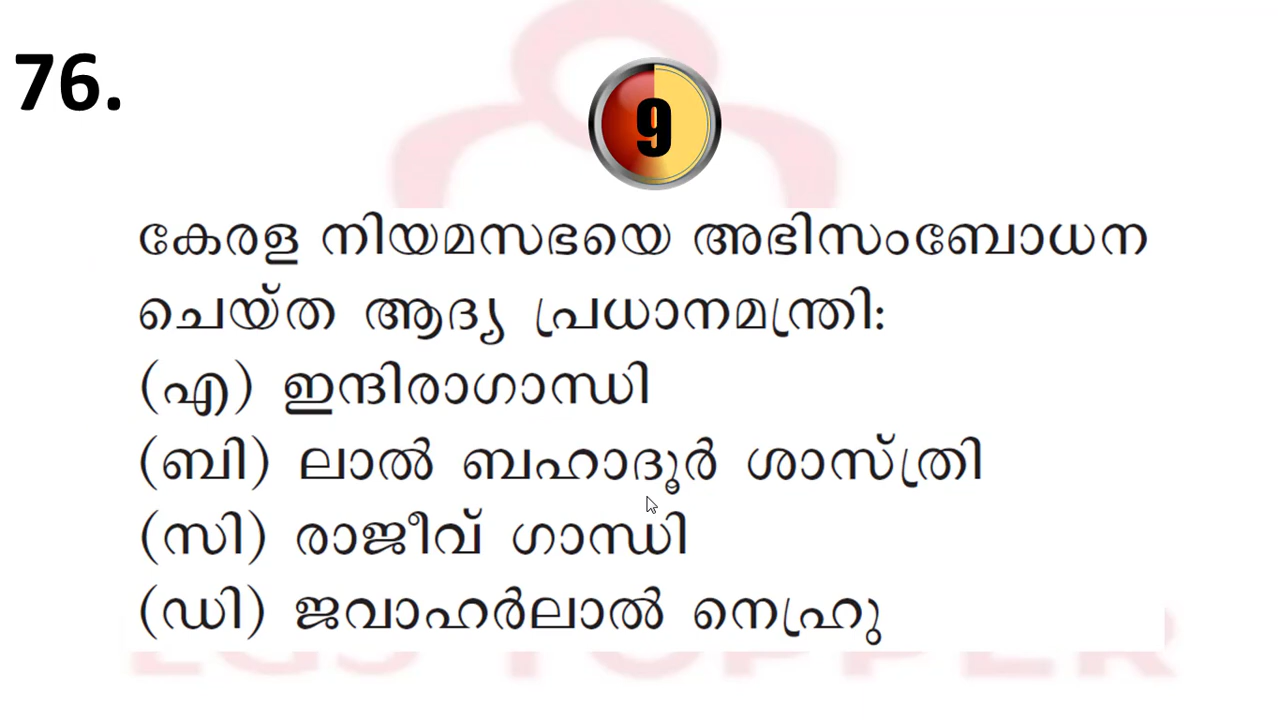 76.
9
കേരള നിയമസഭയെ അഭിസംബോധന
ചെയ്ത ആദ്യ പ്രധാനമന്ത്രി:
(എ) ഇന്ദിരാഗാന്ധി
(ബി) ലാൽ ബഹാദൂർ ശാസ്ത്രി
(സി) രാജീവ് ഗാന്ധി
(ഡി) ജവാഹർലാൽ നെഹ്രു